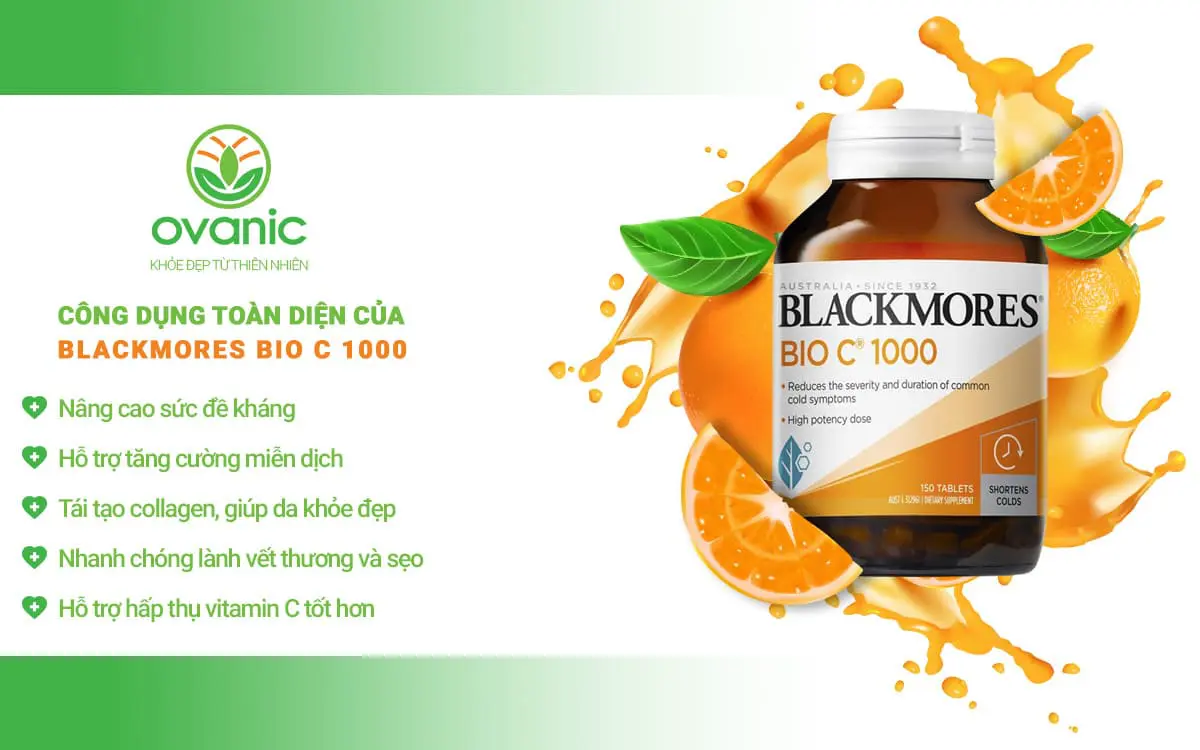 ovanic
KHỎE ĐẸP TỪ THIÊN NHIÊN
CÔNG DỤNG TOÀN DIỆN CỦA
BLACKMORES BIO C 1000
Nâng cao sức đề kháng
Hỗ trợ tăng cường miễn dịch
Tái tạo collagen, giúp da khỏe đẹp
Nhanh chóng lành vết thương và sẹo
Hỗ trợ hấp thụ vitamin C tốt hơn
AUSTRALIA • SINCE 1932
BLACKMORES®
BIO C® 1000
• Reduces the severity and duration of common
cold symptoms
• High potency dose
150 TABLETS
DIETARY SUPPLEMENT
SHORTENS
COLDS